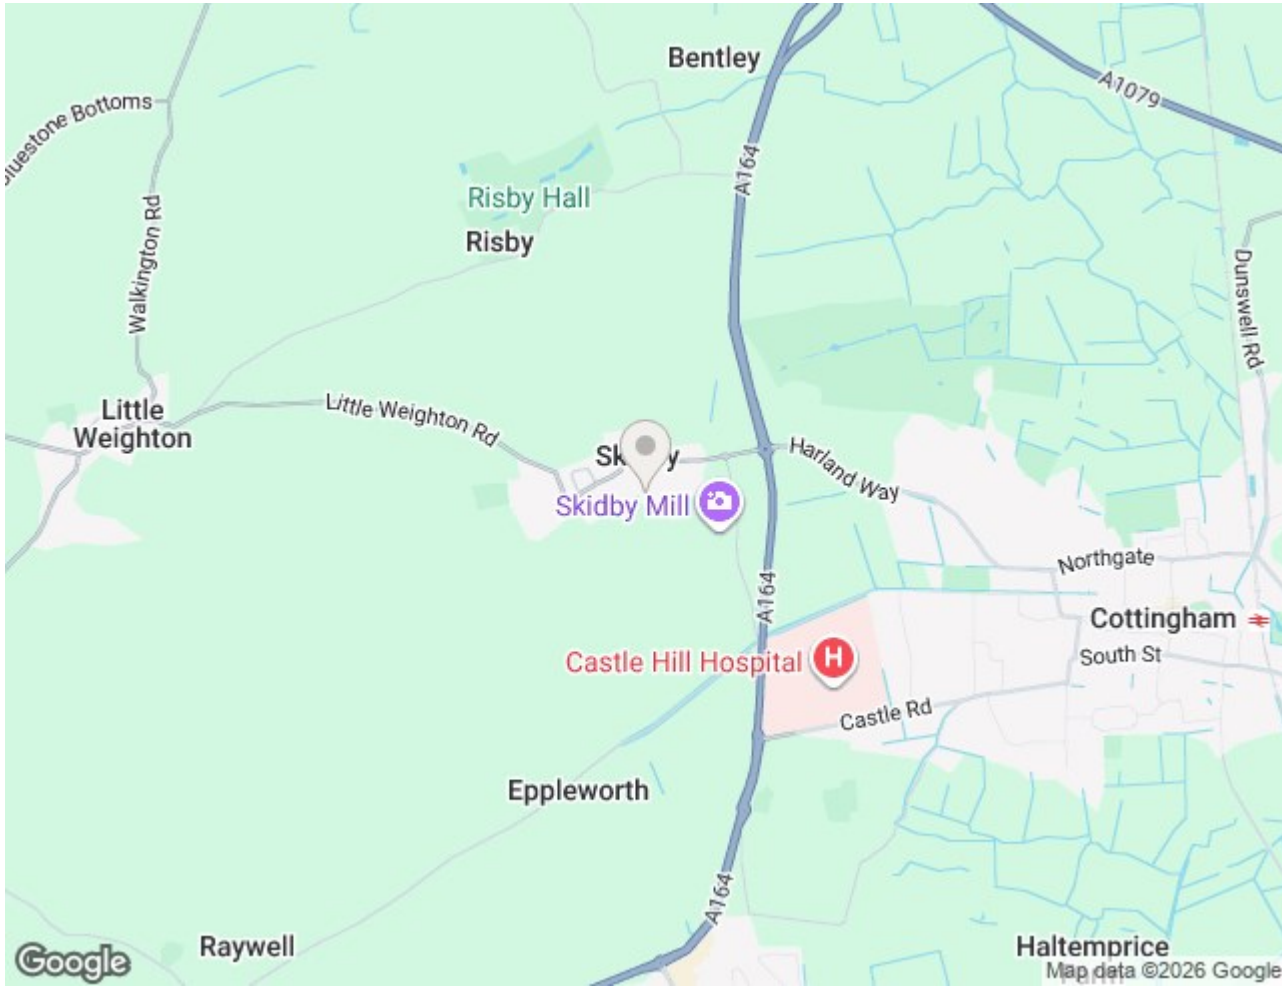 Bentley
A1079
Bluestone Bottoms
A164
Risby Hall
Walkington Rd
Risby
Dunswell Rd
Little
Weighton
Little Weighton Rd
Harland Way
Skidby Mill
Northgate
A164
Cottingham
South St
Castle Hill Hospital
H
Castle Rd
Eppleworth
A164
Raywell
Haltemprice
Google
Map data ©2026 Google